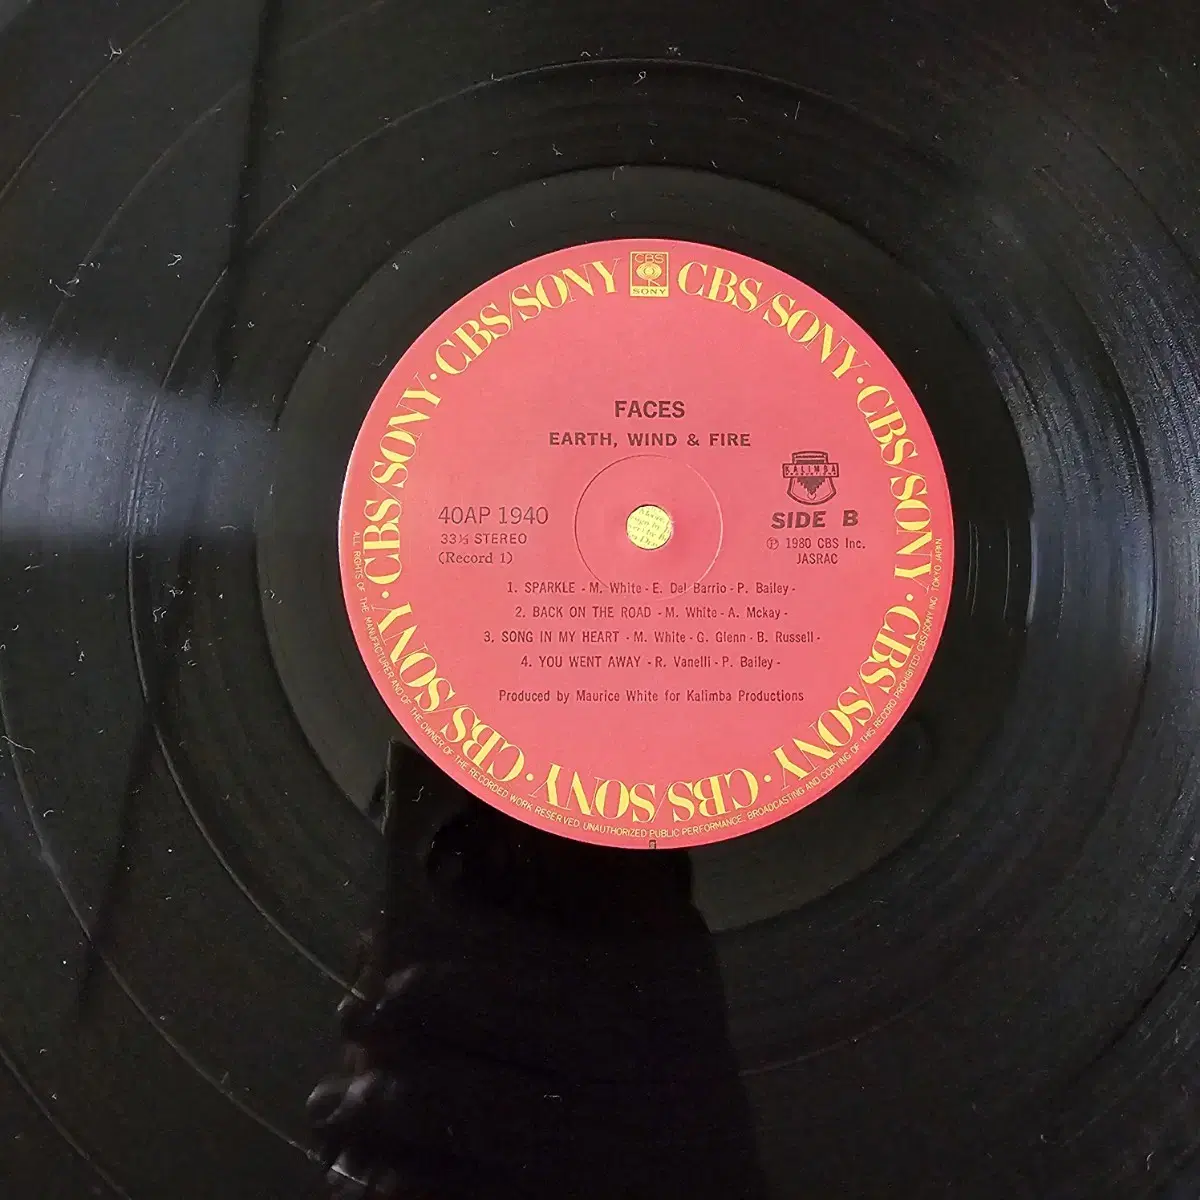 CBS
SONY
CBS/SONY · CBS/SONY · CBS/SONY · CBS/SONY · CBS/SONY · CBS/SONY · CBS/SONY · CBS/SONY
FACES
EARTH, WIND & FIRE
KALIMBA
40AP 1940
SIDE B
33⅓ STEREO
℗ 1980 CBS Inc.
(Record 1)
JASRAC
1. SPARKLE - M. White - E. Del Barrio - P. Bailey -
2. BACK ON THE ROAD - M. White - A. Mckay -
3. SONG IN MY HEART - M. White - G. Glenn - B. Russell -
4. YOU WENT AWAY - R. Vanelli - P. Bailey -
Produced by Maurice White for Kalimba Productions
ALL RIGHTS OF THE MANUFACTURER AND OF THE OWNER OF THE RECORDED WORK RESERVED. UNAUTHORIZED PUBLIC PERFORMANCE, BROADCASTING AND COPYING OF THIS RECORD PROHIBITED CBS/SONY INC. TOKYO JAPAN.